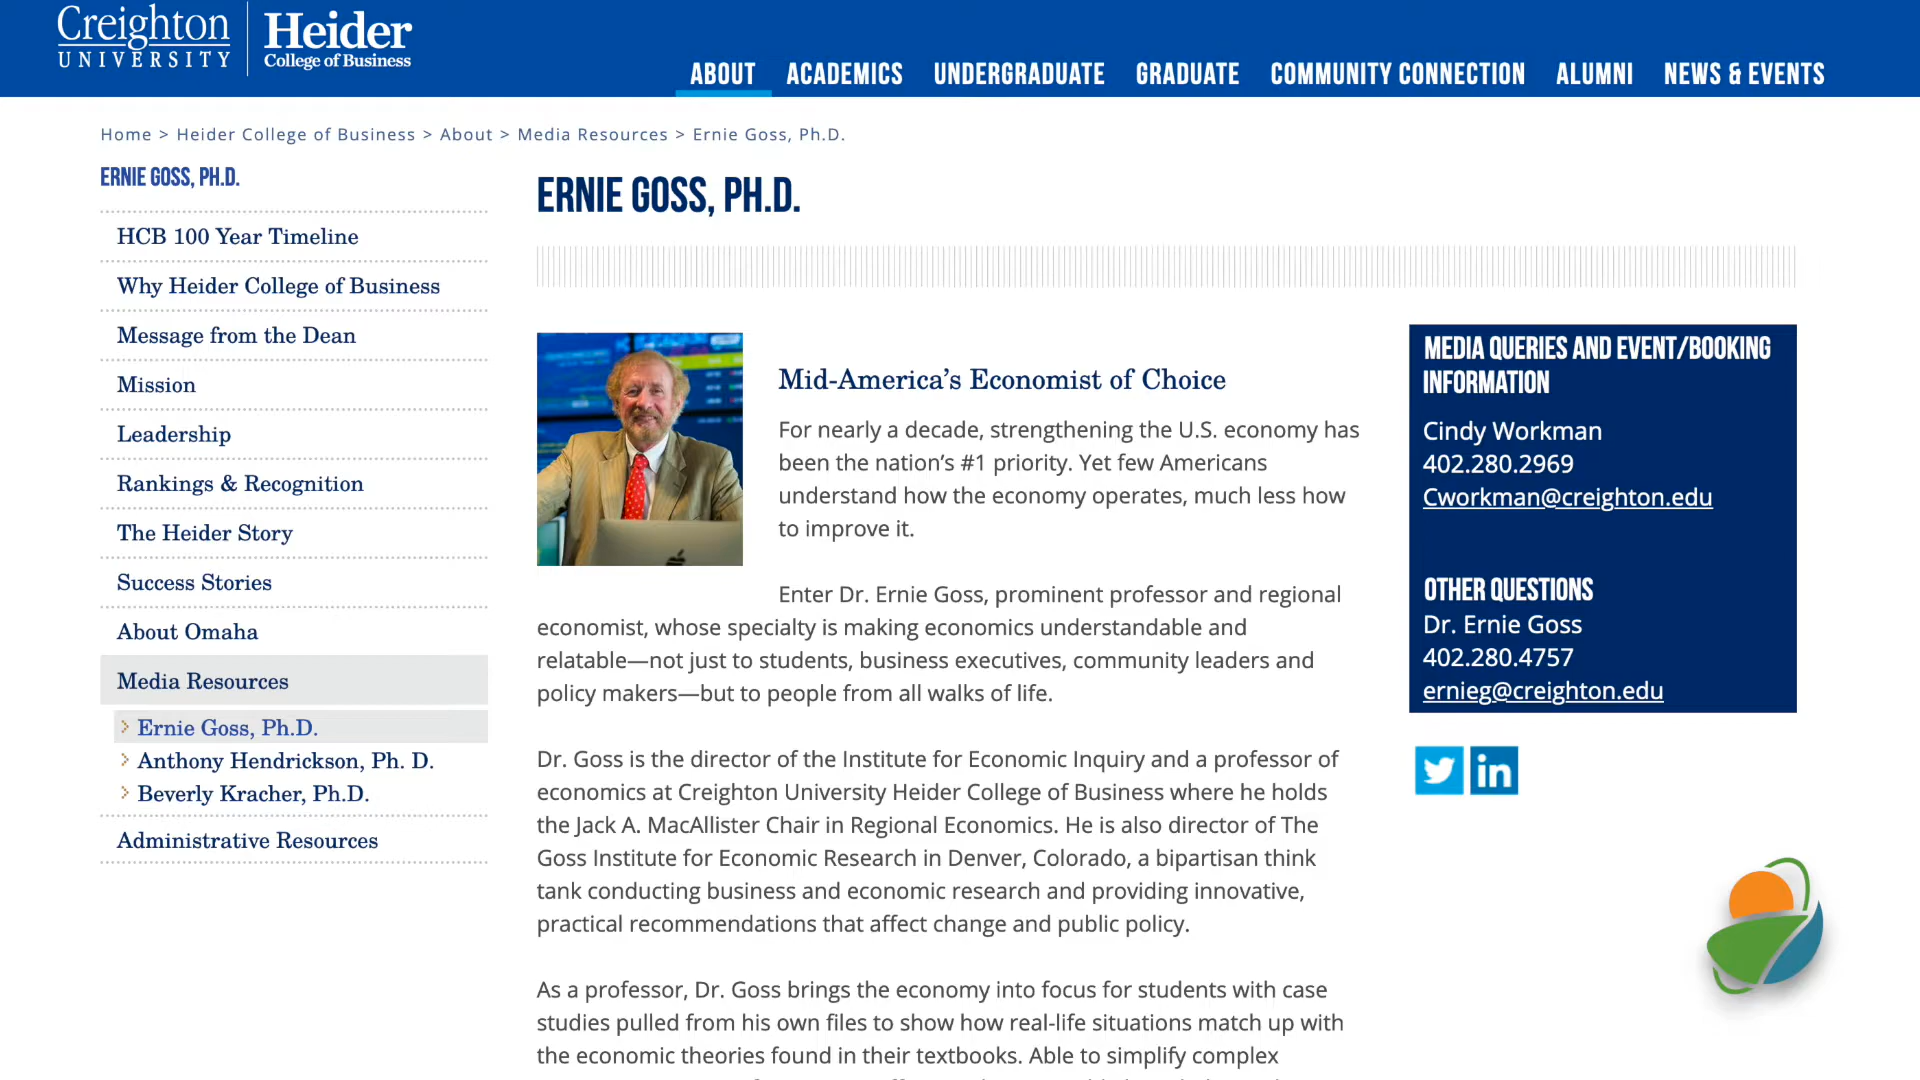 Creighton
UNIVERSITY
Heider
College of Business
ABOUT ACADEMICS UNDERGRADUATE GRADUATE COMMUNITY CONNECTION ALUMNI NEWS & EVENTS
Home > Heider College of Business > About > Media Resources > Ernie Goss, Ph.D.
ERNIE GOSS, PH.D.
HCB 100 Year Timeline
Why Heider College of Business
Message from the Dean
Mission
Leadership
Rankings & Recognition
The Heider Story
Success Stories
About Omaha
Media Resources
Ernie Goss, Ph.D.
Anthony Hendrickson, Ph. D.
Beverly Kracher, Ph.D.
Administrative Resources
ERNIE GOSS, PH.D.
Mid-America’s Economist of Choice
For nearly a decade, strengthening the U.S. economy has
been the nation’s #1 priority. Yet few Americans
understand how the economy operates, much less how
to improve it.
Enter Dr. Ernie Goss, prominent professor and regional
economist, whose specialty is making economics understandable and
relatable—not just to students, business executives, community leaders and
policy makers—but to people from all walks of life.
Dr. Goss is the director of the Institute for Economic Inquiry and a professor of
economics at Creighton University Heider College of Business where he holds
the Jack A. MacAllister Chair in Regional Economics. He is also director of The
Goss Institute for Economic Research in Denver, Colorado, a bipartisan think
tank conducting business and economic research and providing innovative,
practical recommendations that affect change and public policy.
As a professor, Dr. Goss brings the economy into focus for students with case
studies pulled from his own files to show how real-life situations match up with
the economic theories found in their textbooks. Able to simplify complex
MEDIA QUERIES AND EVENT/BOOKING
INFORMATION
Cindy Workman
402.280.2969
Cworkman@creighton.edu
OTHER QUESTIONS
Dr. Ernie Goss
402.280.4757
ernieg@creighton.edu
in